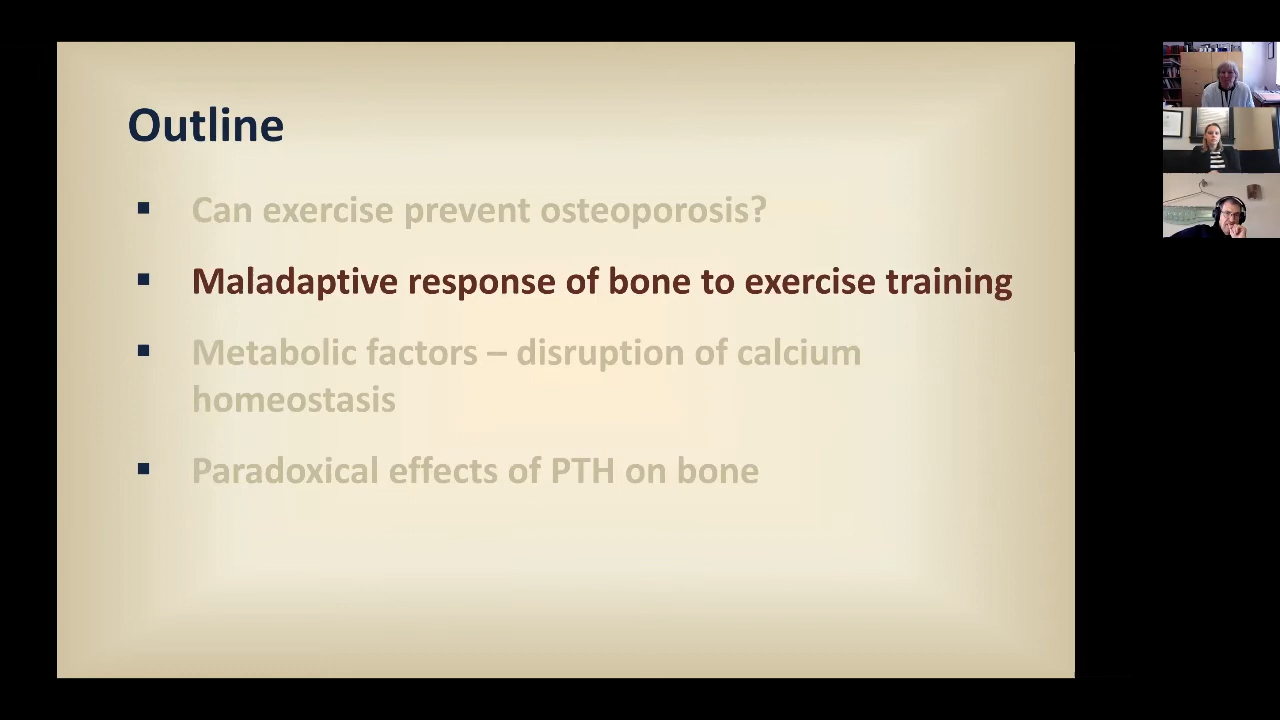 Outline
▪ Can exercise prevent osteoporosis?
▪ Maladaptive response of bone to exercise training
▪ Metabolic factors – disruption of calcium
homeostasis
▪ Paradoxical effects of PTH on bone